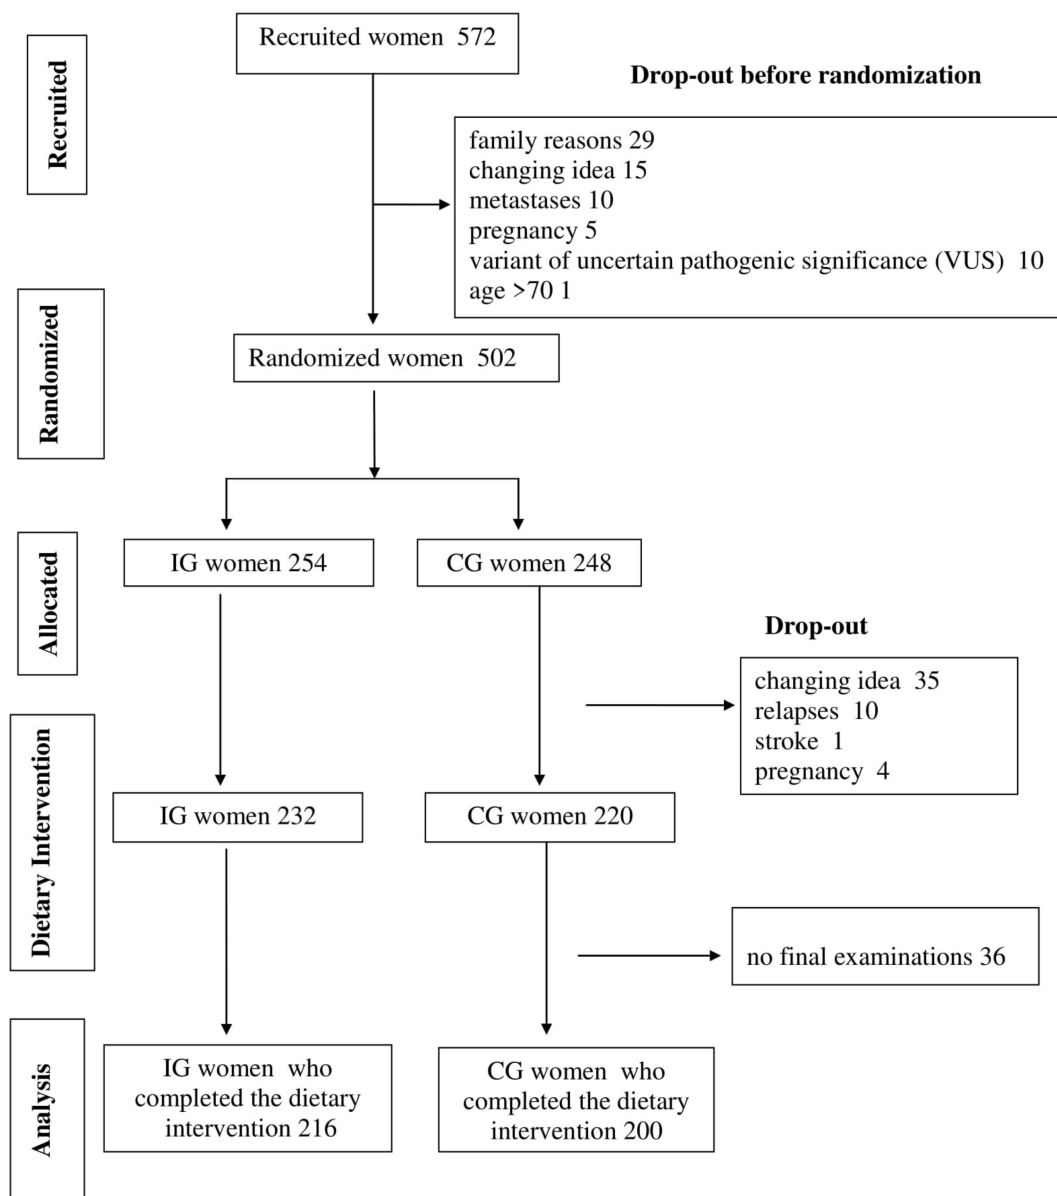 Recruited women 572
Recruited
Drop-out before randomization
family reasons 29
changing idea 15
metastases 10
pregnancy 5
variant of uncertain pathogenic significance (VUS) 10
age >70 1
Randomized
Randomized women 502
Allocated
IG women 254
CG women 248
Drop-out
changing idea 35
relapses 10
stroke 1
pregnancy 4
Dietary Intervention
IG women 232
CG women 220
no final examinations 36
Analysis
IG women who
completed the dietary
intervention 216
CG women who
completed the dietary
intervention 200